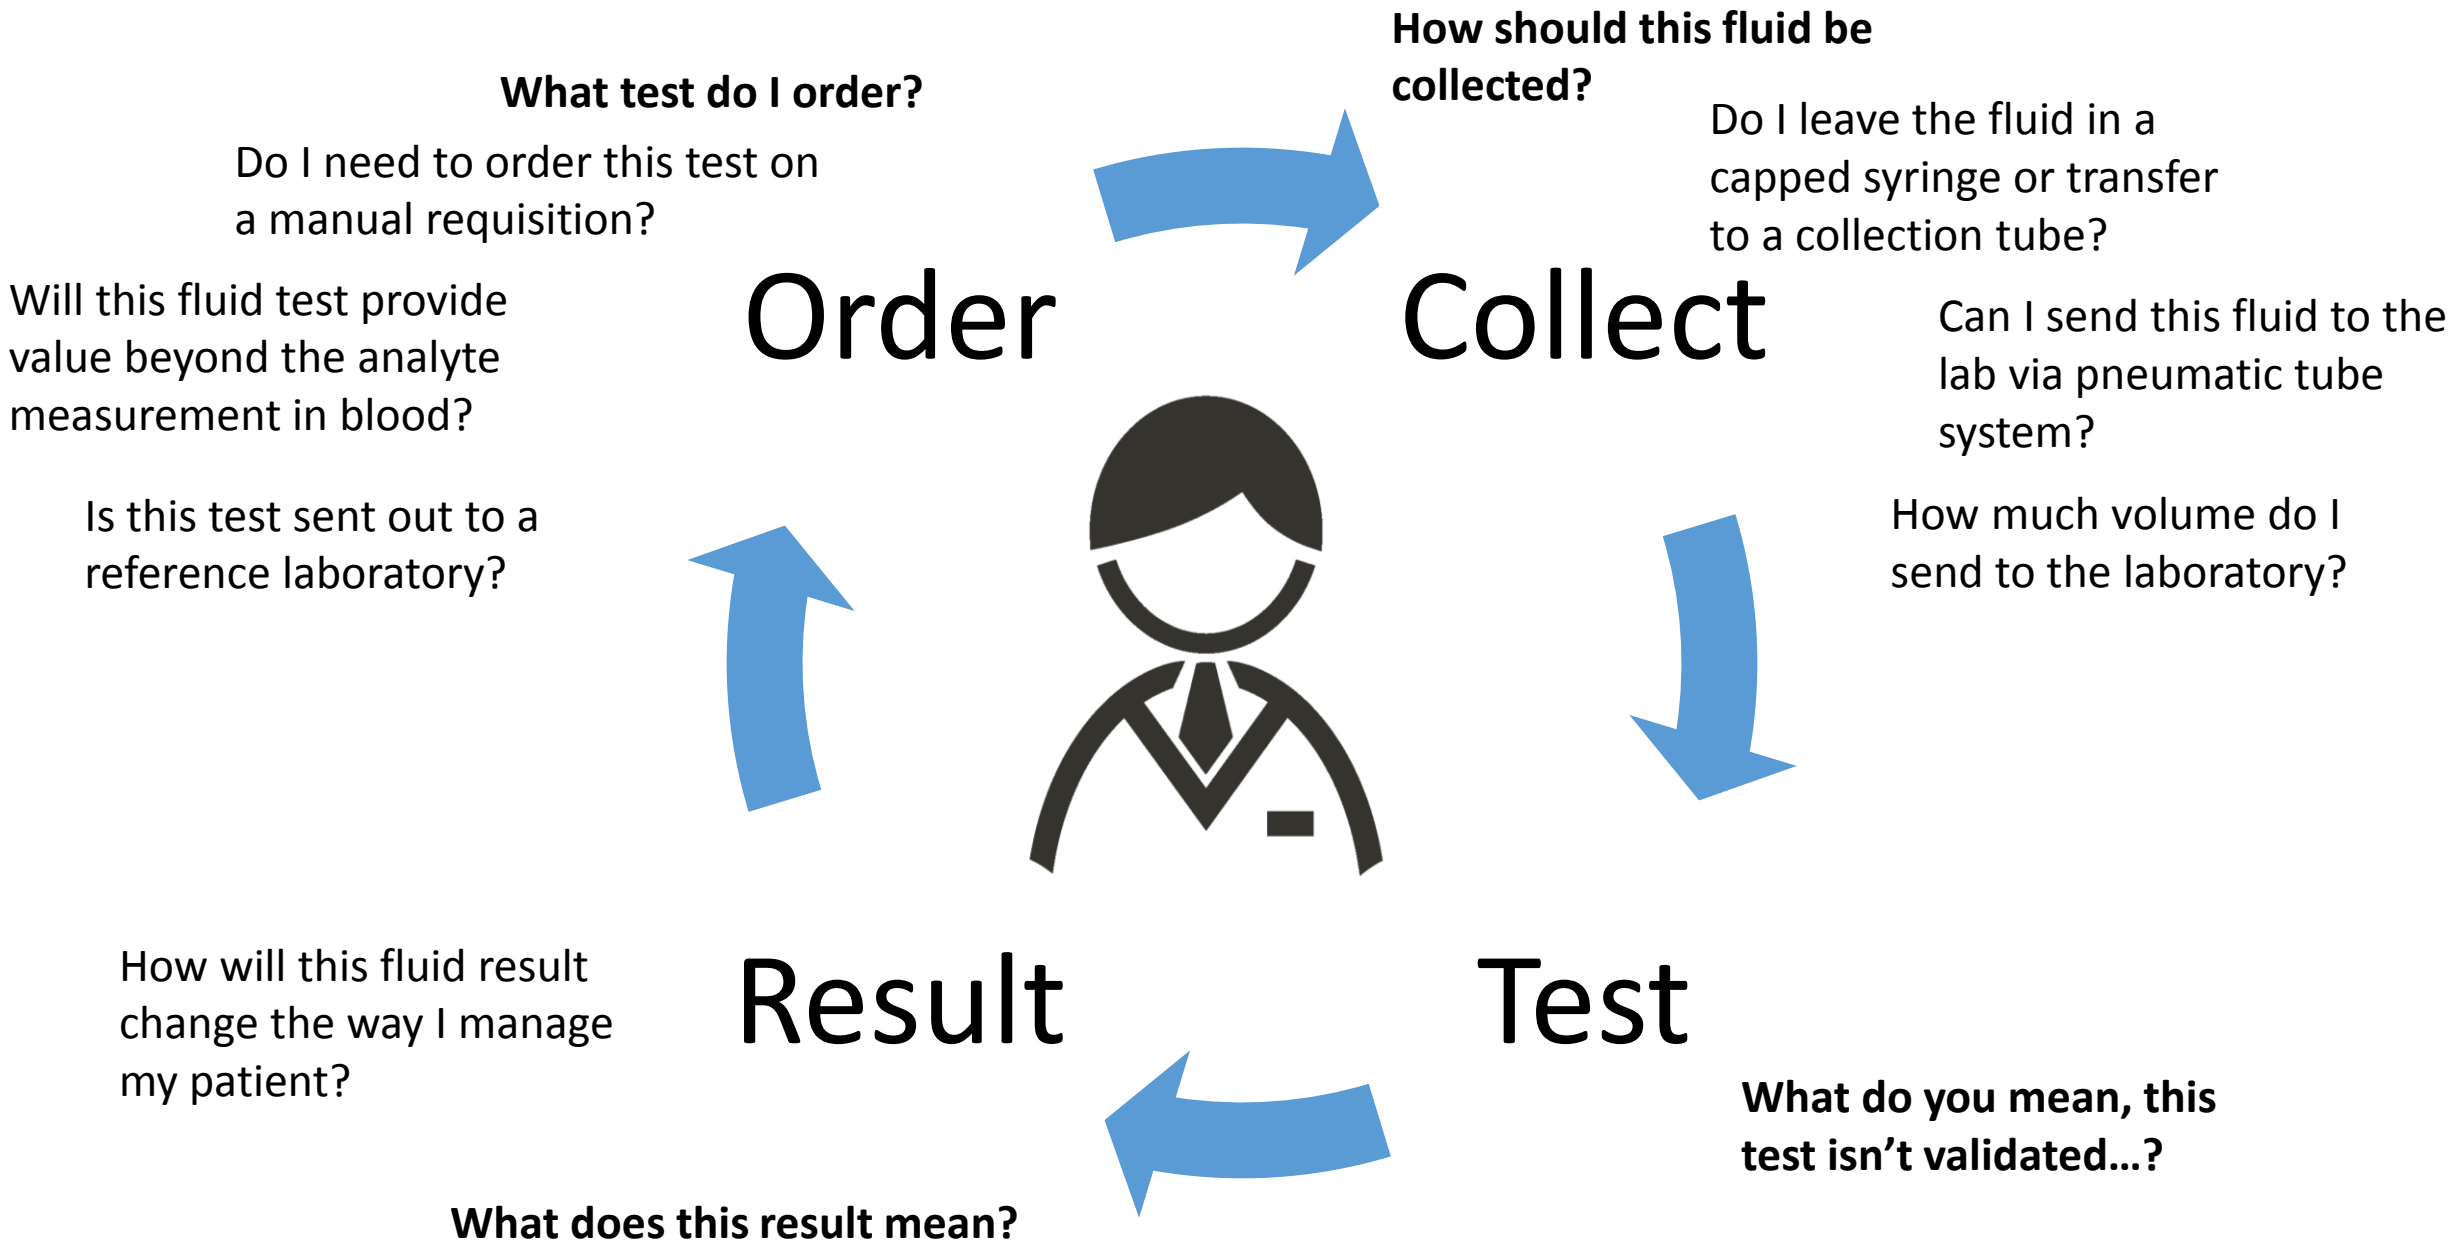 What test do I order?
Do I need to order this test on
a manual requisition?
Will this fluid test provide
value beyond the analyte
measurement in blood?
Is this test sent out to a
reference laboratory?
Order
How should this fluid be
collected?
Do I leave the fluid in a
capped syringe or transfer
to a collection tube?
Collect
Can I send this fluid to the
lab via pneumatic tube
system?
How much volume do I
send to the laboratory?
Test
What do you mean, this
test isn’t validated…?
Result
How will this fluid result
change the way I manage
my patient?
What does this result mean?